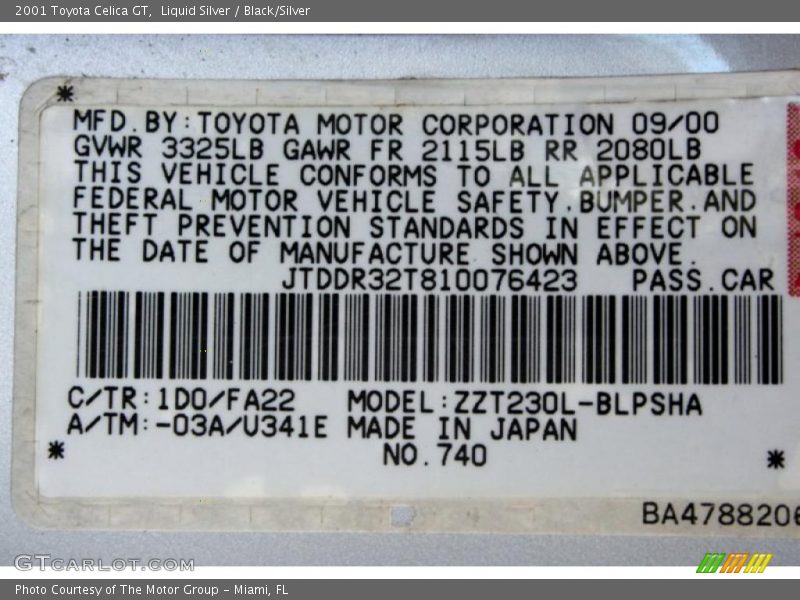 2001 Toyota Celica GT,  Liquid Silver / Black/Silver
MFD.BY:TOYOTA MOTOR CORPORATION 09/00
GVWR 3325LB GAWR FR 2115LB RR 2080LB
THIS VEHICLE CONFORMS TO ALL APPLICABLE
FEDERAL MOTOR VEHICLE SAFETY.BUMPER.AND
THEFT PREVENTION STANDARDS IN EFFECT ON
THE DATE OF MANUFACTURE SHOWN ABOVE.
JTDDR32T810076423 PASS.CAR
C/TR:1D0/FA22 MODEL:ZZT230L-BLPSHA
A/TM:-03A/U341E MADE IN JAPAN
NO.740
BA4788206
GTCARLOT.COM
Photo Courtesy of The Motor Group - Miami, FL